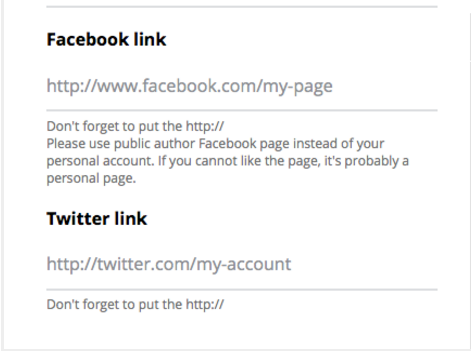 Facebook link
http://www.facebook.com/my-page
Don't forget to put the http://
Please use public author Facebook page instead of your
personal account. If you cannot like the page, it's probably a
personal page.
Twitter link
http://twitter.com/my-account
Don't forget to put the http://